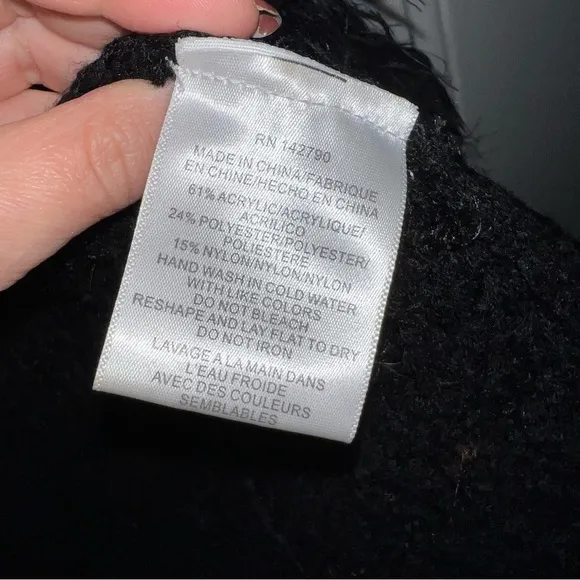 RN 142790
MADE IN CHINA/FABRIQUE
EN CHINE/HECHO EN CHINA
61% ACRYLIC/ACRYLIQUE/
ACRILICO
24% POLYESTER/POLYESTER/
POLIESTERE
15% NYLON/NYLON/NYLON
HAND WASH IN COLD WATER
WITH LIKE COLORS
DO NOT BLEACH
RESHAPE AND LAY FLAT TO DRY
DO NOT IRON
LAVAGE A LA MAIN DANS
L'EAU FROIDE
AVEC DES COULEURS
SEMBLABLES